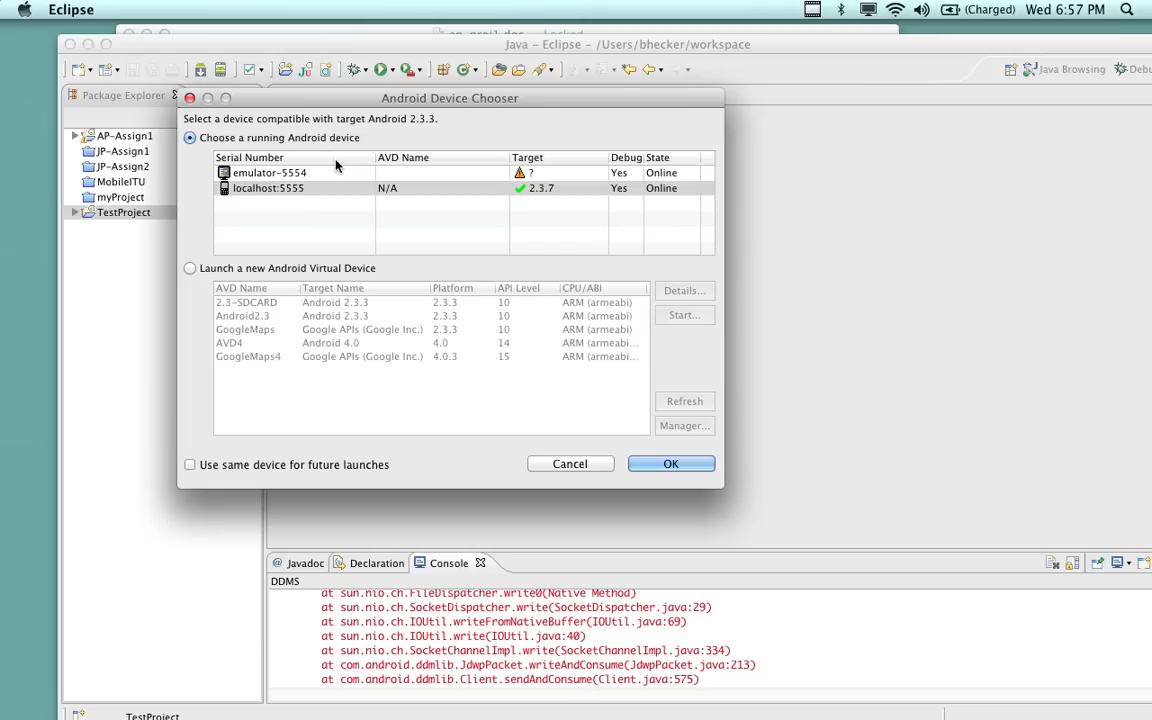 Eclipse
(Charged) Wed 6:57 PM
Java – Eclipse – /Users/bhecker/workspace
Java Browsing
Debu
Package Explorer
AP-Assign1
JP-Assign1
JP-Assign2
MobileITU
myProject
TestProject
Android Device Chooser
Select a device compatible with target Android 2.3.3.
Choose a running Android device
Serial Number AVD Name Target Debug State
emulator-5554 ? Yes Online
localhost:5555 N/A 2.3.7 Yes Online
Launch a new Android Virtual Device
AVD Name Target Name Platform API Level CPU/ABI
2.3-SDCARD Android 2.3.3 2.3.3 10 ARM (armeabi)
Android2.3 Android 2.3.3 2.3.3 10 ARM (armeabi)
GoogleMaps Google APIs (Google Inc.) 2.3.3 10 ARM (armeabi)
AVD4 Android 4.0 4.0 14 ARM (armeabi...
GoogleMaps4 Google APIs (Google Inc.) 4.0.3 15 ARM (armeabi...
Details...
Start...
Refresh
Manager...
Use same device for future launches
Cancel
OK
@ Javadoc Declaration Console
DDMS
at sun.nio.ch.FileDispatcher.write0(Native Method)
at sun.nio.ch.SocketDispatcher.write(SocketDispatcher.java:29)
at sun.nio.ch.IOUtil.writeFromNativeBuffer(IOUtil.java:69)
at sun.nio.ch.IOUtil.write(IOUtil.java:40)
at sun.nio.ch.SocketChannelImpl.write(SocketChannelImpl.java:334)
at com.android.ddmlib.JdwpPacket.writeAndConsume(JdwpPacket.java:213)
at com.android.ddmlib.Client.sendAndConsume(Client.java:575)
TestProject